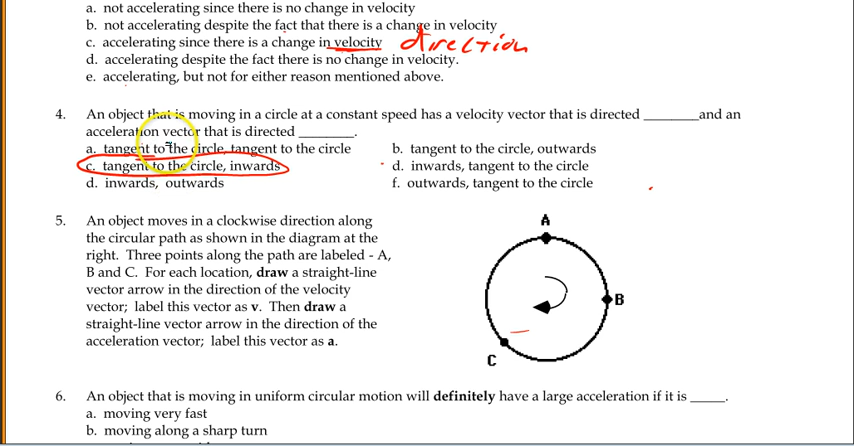 a. not accelerating since there is no change in velocity
b. not accelerating despite the fact that there is a change in velocity
c. accelerating since there is a change in velocity direction
d. accelerating despite the fact there is no change in velocity.
e. accelerating, but not for either reason mentioned above.
4. An object that is moving in a circle at a constant speed has a velocity vector that is directed ________ and an
acceleration vector that is directed ________.
a. tangent to the circle, tangent to the circle b. tangent to the circle, outwards
c. tangent to the circle, inwards d. inwards, tangent to the circle
d. inwards, outwards f. outwards, tangent to the circle
5. An object moves in a clockwise direction along
the circular path as shown in the diagram at the
right. Three points along the path are labeled - A,
B and C. For each location, draw a straight-line
vector arrow in the direction of the velocity
vector; label this vector as v. Then draw a
straight-line vector arrow in the direction of the
acceleration vector; label this vector as a.
A
B
C
6. An object that is moving in uniform circular motion will definitely have a large acceleration if it is _____.
a. moving very fast
b. moving along a sharp turn